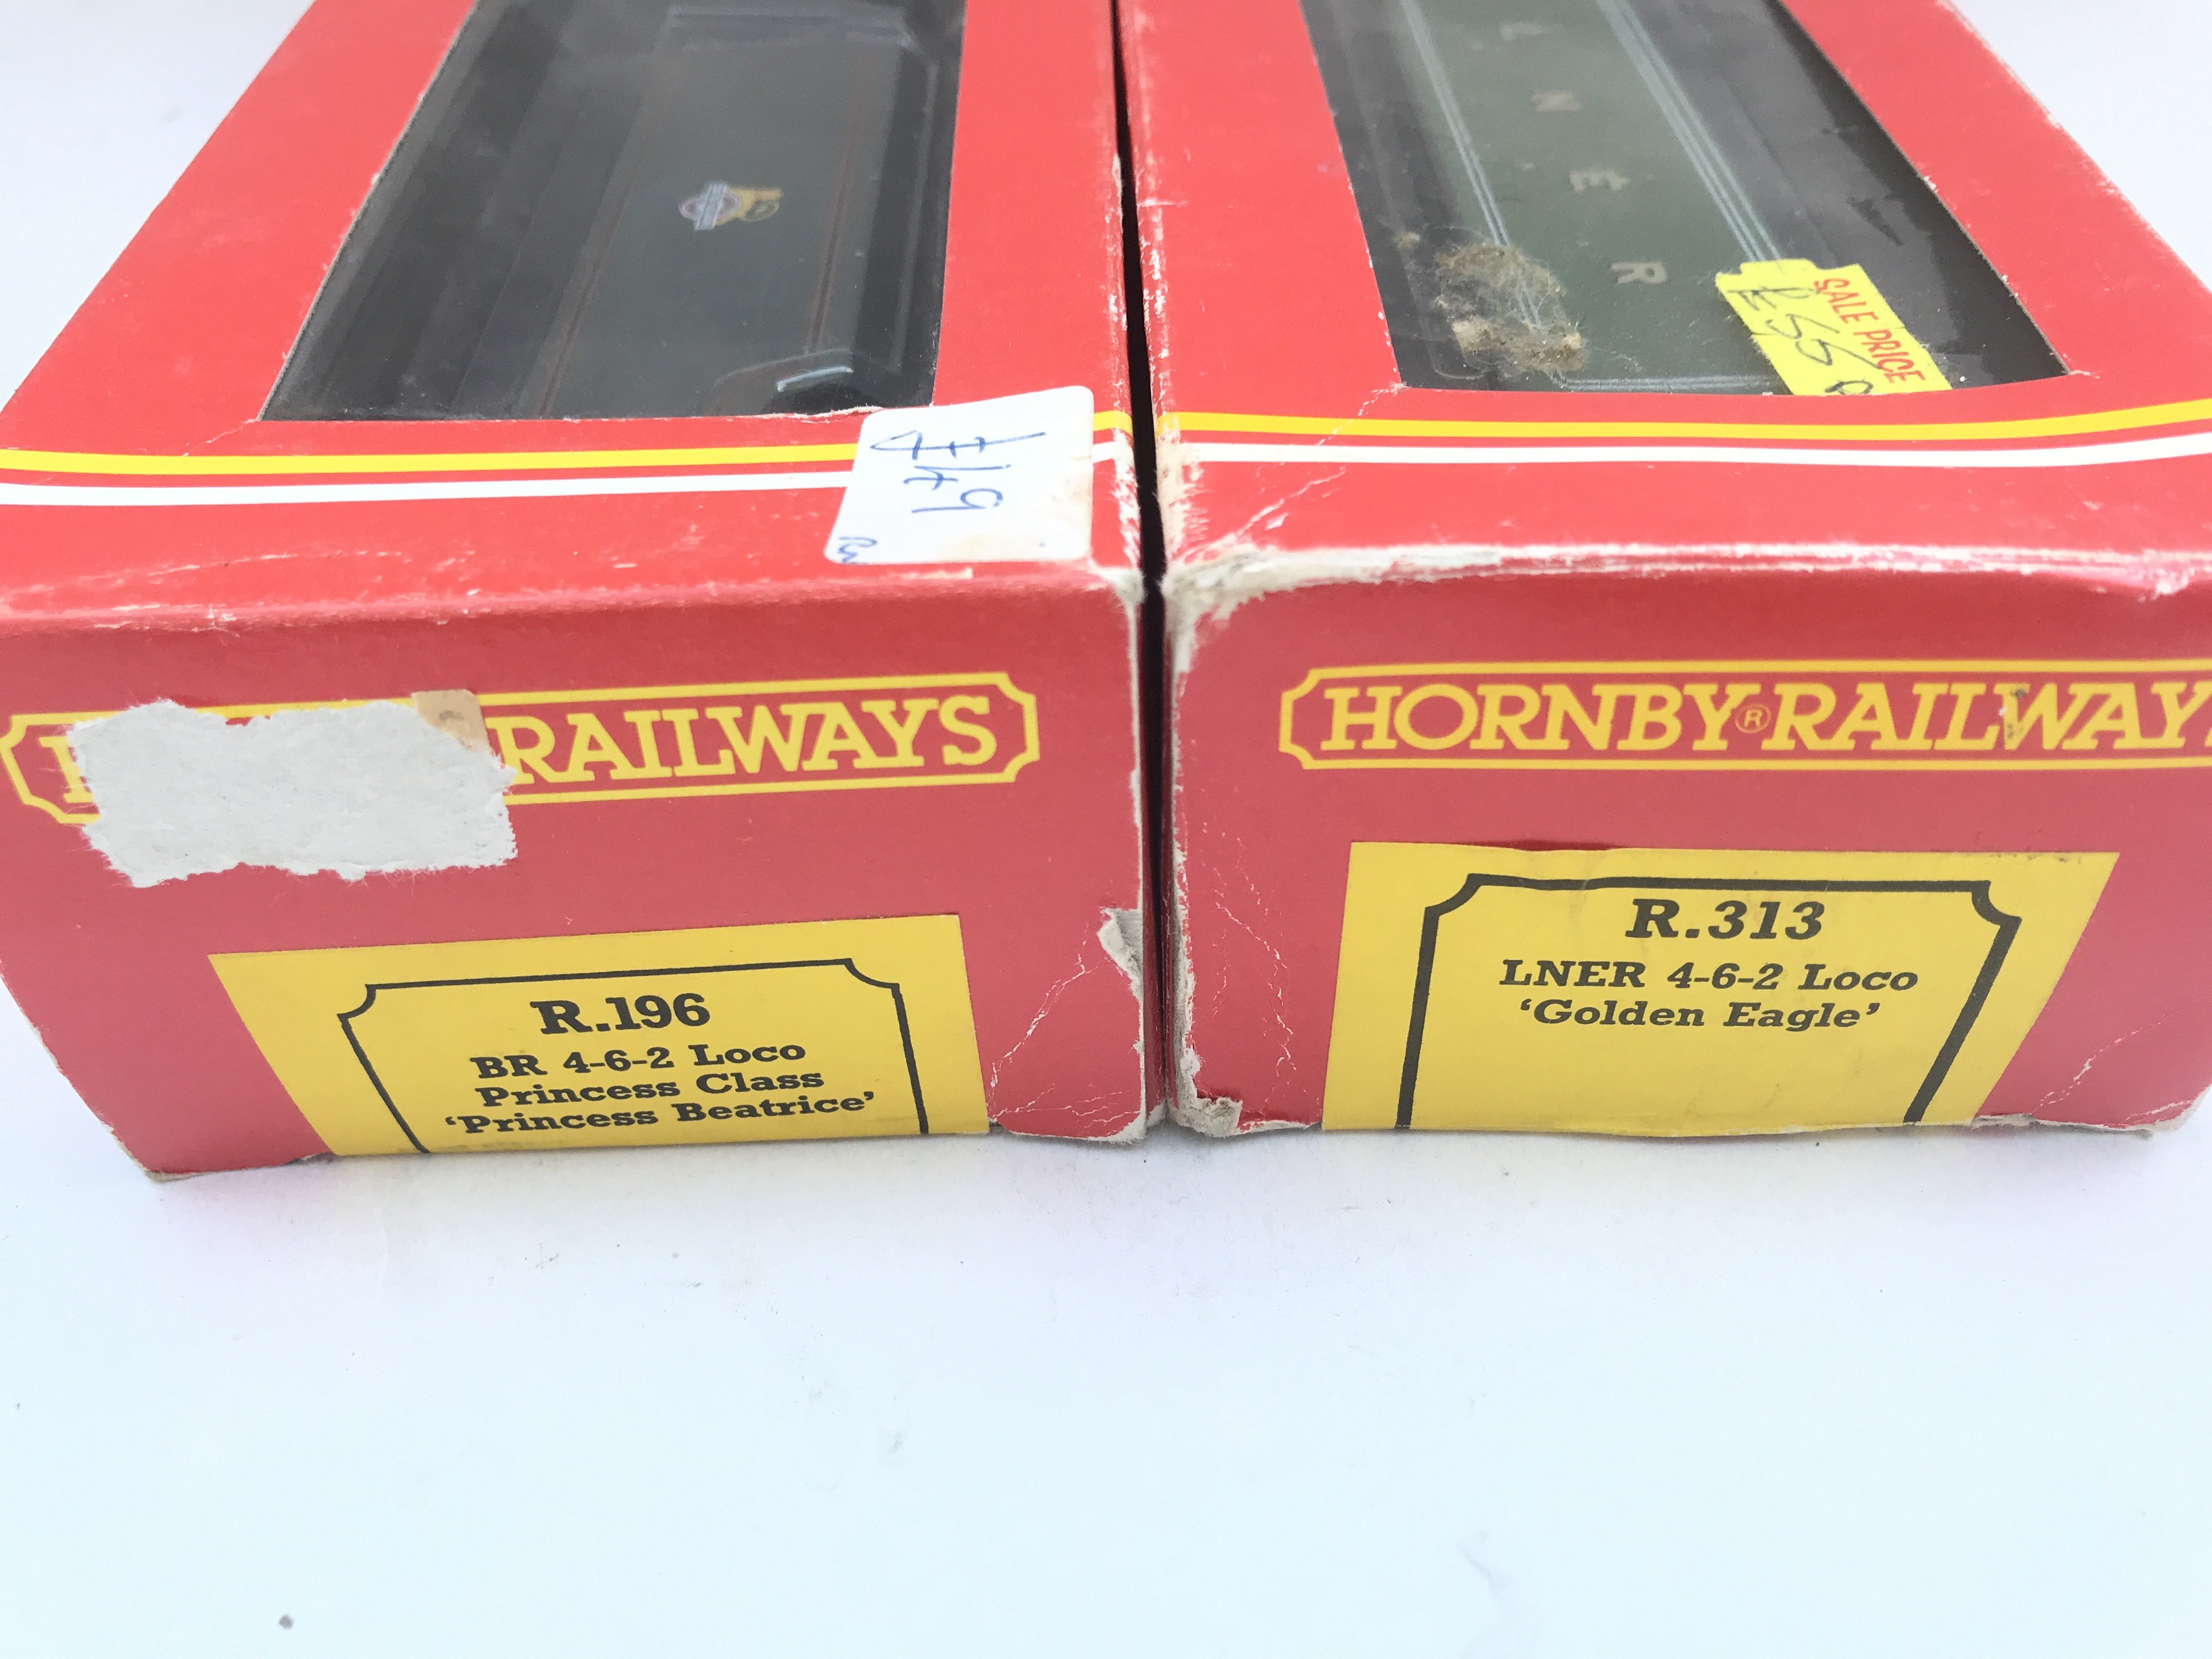 RAILWAYS
R.196
BR 4-6-2 Loco
Princess Class
'Princess Beatrice'
L N E R
SALE PRICE
HORNBY® RAILWAY
R.313
LNER 4-6-2 Loco
'Golden Eagle'